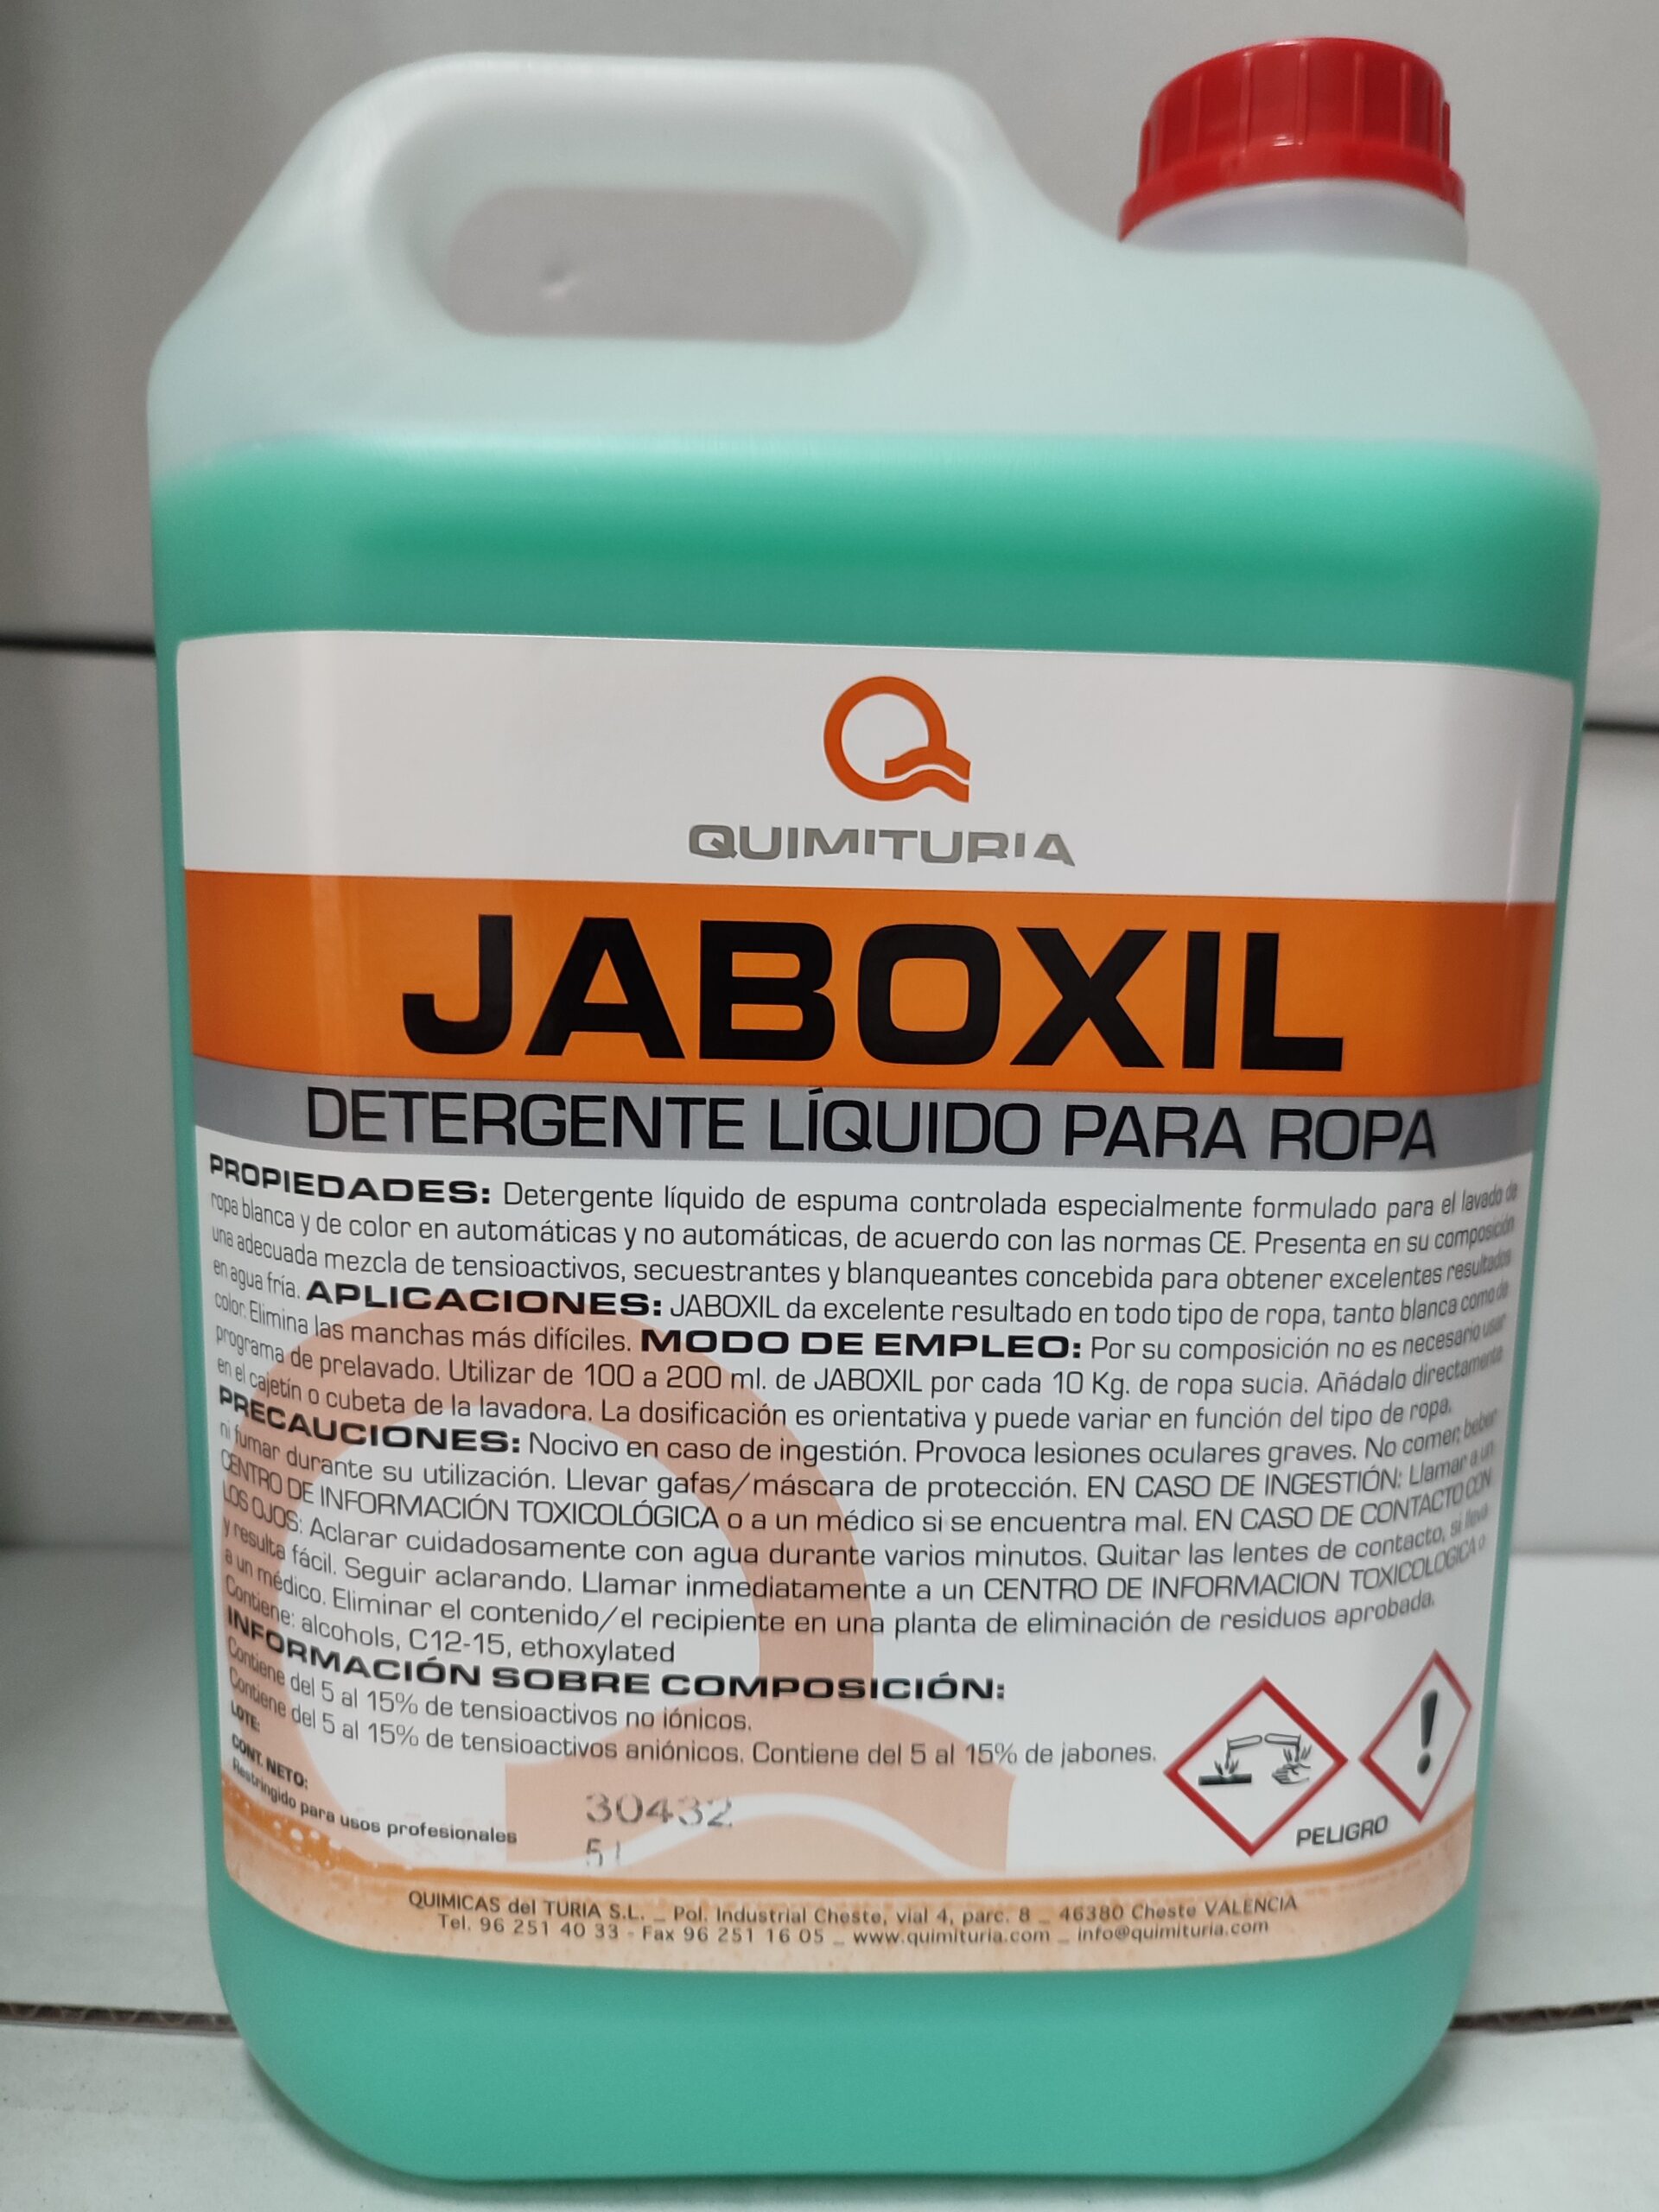 QUIMITURIA
JABOXIL
DETERGENTE LÍQUIDO PARA ROPA
PROPIEDADES: Detergente líquido de espuma controlada especialmente formulado para el lavado de
ropa blanca y de color en automáticas y no automáticas, de acuerdo con las normas CE. Presenta en su composición
una adecuada mezcla de tensioactivos, secuestrantes y blanqueantes concebida para obtener excelentes resultados
en agua fría. APLICACIONES: JABOXIL da excelente resultado en todo tipo de ropa, tanto blanca como de
color. Elimina las manchas más difíciles. MODO DE EMPLEO: Por su composición no es necesario usar
programa de prelavado. Utilizar de 100 a 200 ml. de JABOXIL por cada 10 Kg. de ropa sucia. Añádalo directamente
en el cajetín o cubeta de la lavadora. La dosificación es orientativa y puede variar en función del tipo de ropa.
PRECAUCIONES: Nocivo en caso de ingestión. Provoca lesiones oculares graves. No comer, beber
ni fumar durante su utilización. Llevar gafas/máscara de protección. EN CASO DE INGESTIÓN: Llamar a un
CENTRO DE INFORMACIÓN TOXICOLÓGICA o a un médico si se encuentra mal. EN CASO DE CONTACTO CON
LOS OJOS: Aclarar cuidadosamente con agua durante varios minutos. Quitar las lentes de contacto, si lleva
y resulta fácil. Seguir aclarando. Llamar inmediatamente a un CENTRO DE INFORMACION TOXICOLOGICA o
a un médico. Eliminar el contenido/el recipiente en una planta de eliminación de residuos aprobada.
Contiene: alcohols, C12-15, ethoxylated
INFORMACIÓN SOBRE COMPOSICIÓN:
Contiene del 5 al 15% de tensioactivos no iónicos.
Contiene del 5 al 15% de tensioactivos aniónicos. Contiene del 5 al 15% de jabones.
LOTE: 30432
CONT. NETO: 5 l
Restringido para usos profesionales
PELIGRO
QUIMICAS del TURIA S.L. _ Pol. Industrial Cheste, vial 4, parc. 8 _ 46380 Cheste VALENCIA
Tel. 96 251 40 33 - Fax 96 251 16 05 _ www.quimituria.com _ info@quimituria.com